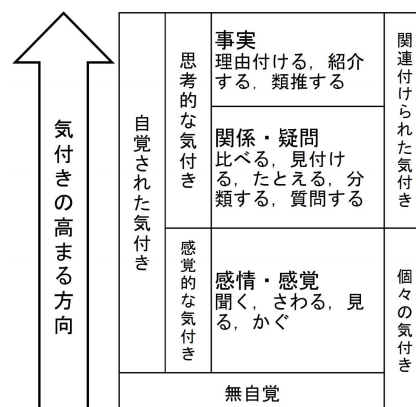 気付きの高まる方向
自覚された気付き
思考的な気付き
事実
理由付ける，紹介
する，類推する
関係・疑問
比べる，見付け
る，たとえる，分
類する，質問する
関連付けられた気付き
感覚的な気付き
感情・感覚
聞く，さわる，見
る，かぐ
個々の気付き
無自覚